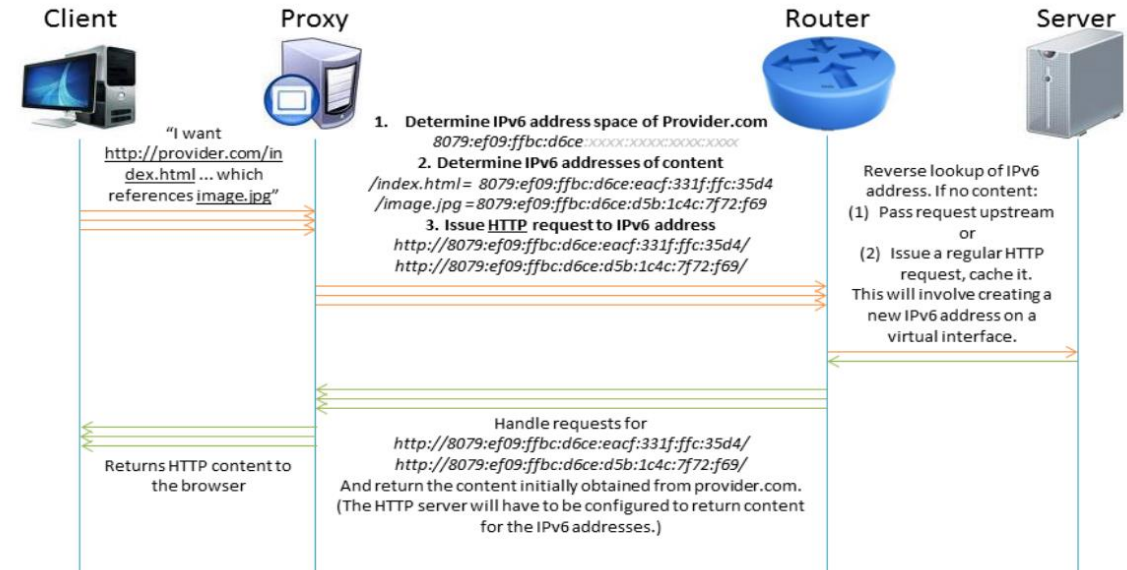 Client
Proxy
Router
Server
"I want
http://provider.com/in
dex.html ... which
references image.jpg"
1. Determine IPv6 address space of Provider.com
8079:ef09:ffbc:d6ce:xxxx:xxxx:xxxx:xxxx
2. Determine IPv6 addresses of content
/index.html = 8079:ef09:ffbc:d6ce:eacf:331f:ffc:35d4
/image.jpg = 8079:ef09:ffbc:d6ce:d5b:1c4c:7f72:f69
3. Issue HTTP request to IPv6 address
http://8079:ef09:ffbc:d6ce:eacf:331f:ffc:35d4/
http://8079:ef09:ffbc:d6ce:d5b:1c4c:7f72:f69/
Reverse lookup of IPv6
address. If no content:
(1) Pass request upstream
or
(2) Issue a regular HTTP
request, cache it.
This will involve creating a
new IPv6 address on a
virtual interface.
Handle requests for
http://8079:ef09:ffbc:d6ce:eacf:331f:ffc:35d4/
http://8079:ef09:ffbc:d6ce:d5b:1c4c:7f72:f69/
And return the content initially obtained from provider.com.
(The HTTP server will have to be configured to return content
for the IPv6 addresses.)
Returns HTTP content to
the browser